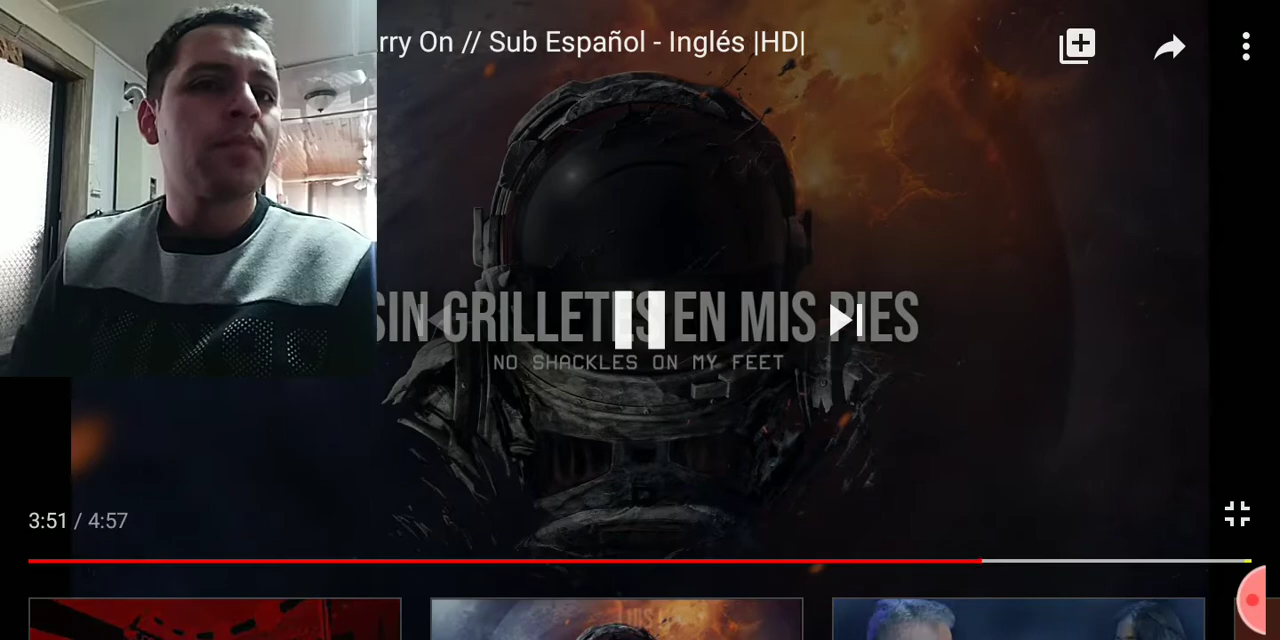 rry On // Sub Español - Inglés |HD|
SIN GRILLETES EN MIS PIES
NO SHACKLES ON MY FEET
3:51 / 4:57